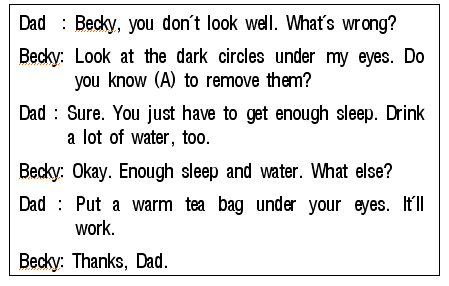 Dad : Becky, you don´t look well. What´s wrong?
Becky: Look at the dark circles under my eyes. Do
you know (A) to remove them?
Dad : Sure. You just have to get enough sleep. Drink
a lot of water, too.
Becky: Okay. Enough sleep and water. What else?
Dad : Put a warm tea bag under your eyes. It´ll
work.
Becky: Thanks, Dad.